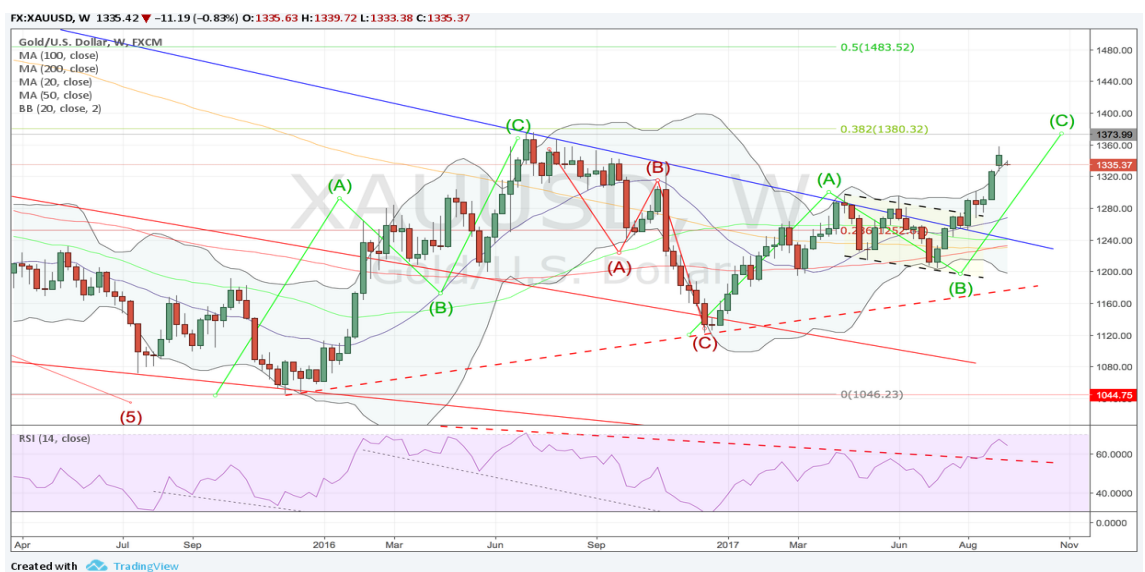 FX:XAUUSD, W 1335.42 ▼ −11.19 (−0.83%) O:1335.63 H:1339.72 L:1333.38 C:1335.37
Gold/U.S. Dollar, W, FXCM
MA (100, close)
MA (200, close)
MA (20, close)
MA (50, close)
BB (20, close, 2)
XAUUSD, W
Gold/U.S. Dollar
0.5(1483.52)
0.382(1380.32)
0(1046.23)
(A)
(B)
(C)
(A)
(B)
(C)
(A)
(B)
(C)
(5)
1480.00
1440.00
1400.00
1373.99
1360.00
1335.37
1320.00
1280.00
1240.00
1200.00
1160.00
1120.00
1080.00
1044.75
RSI (14, close)
60.0000
40.0000
0.0000
Apr Jul Sep 2016 Mar Jun Sep 2017 Mar Jun Aug Nov
Created with TradingView